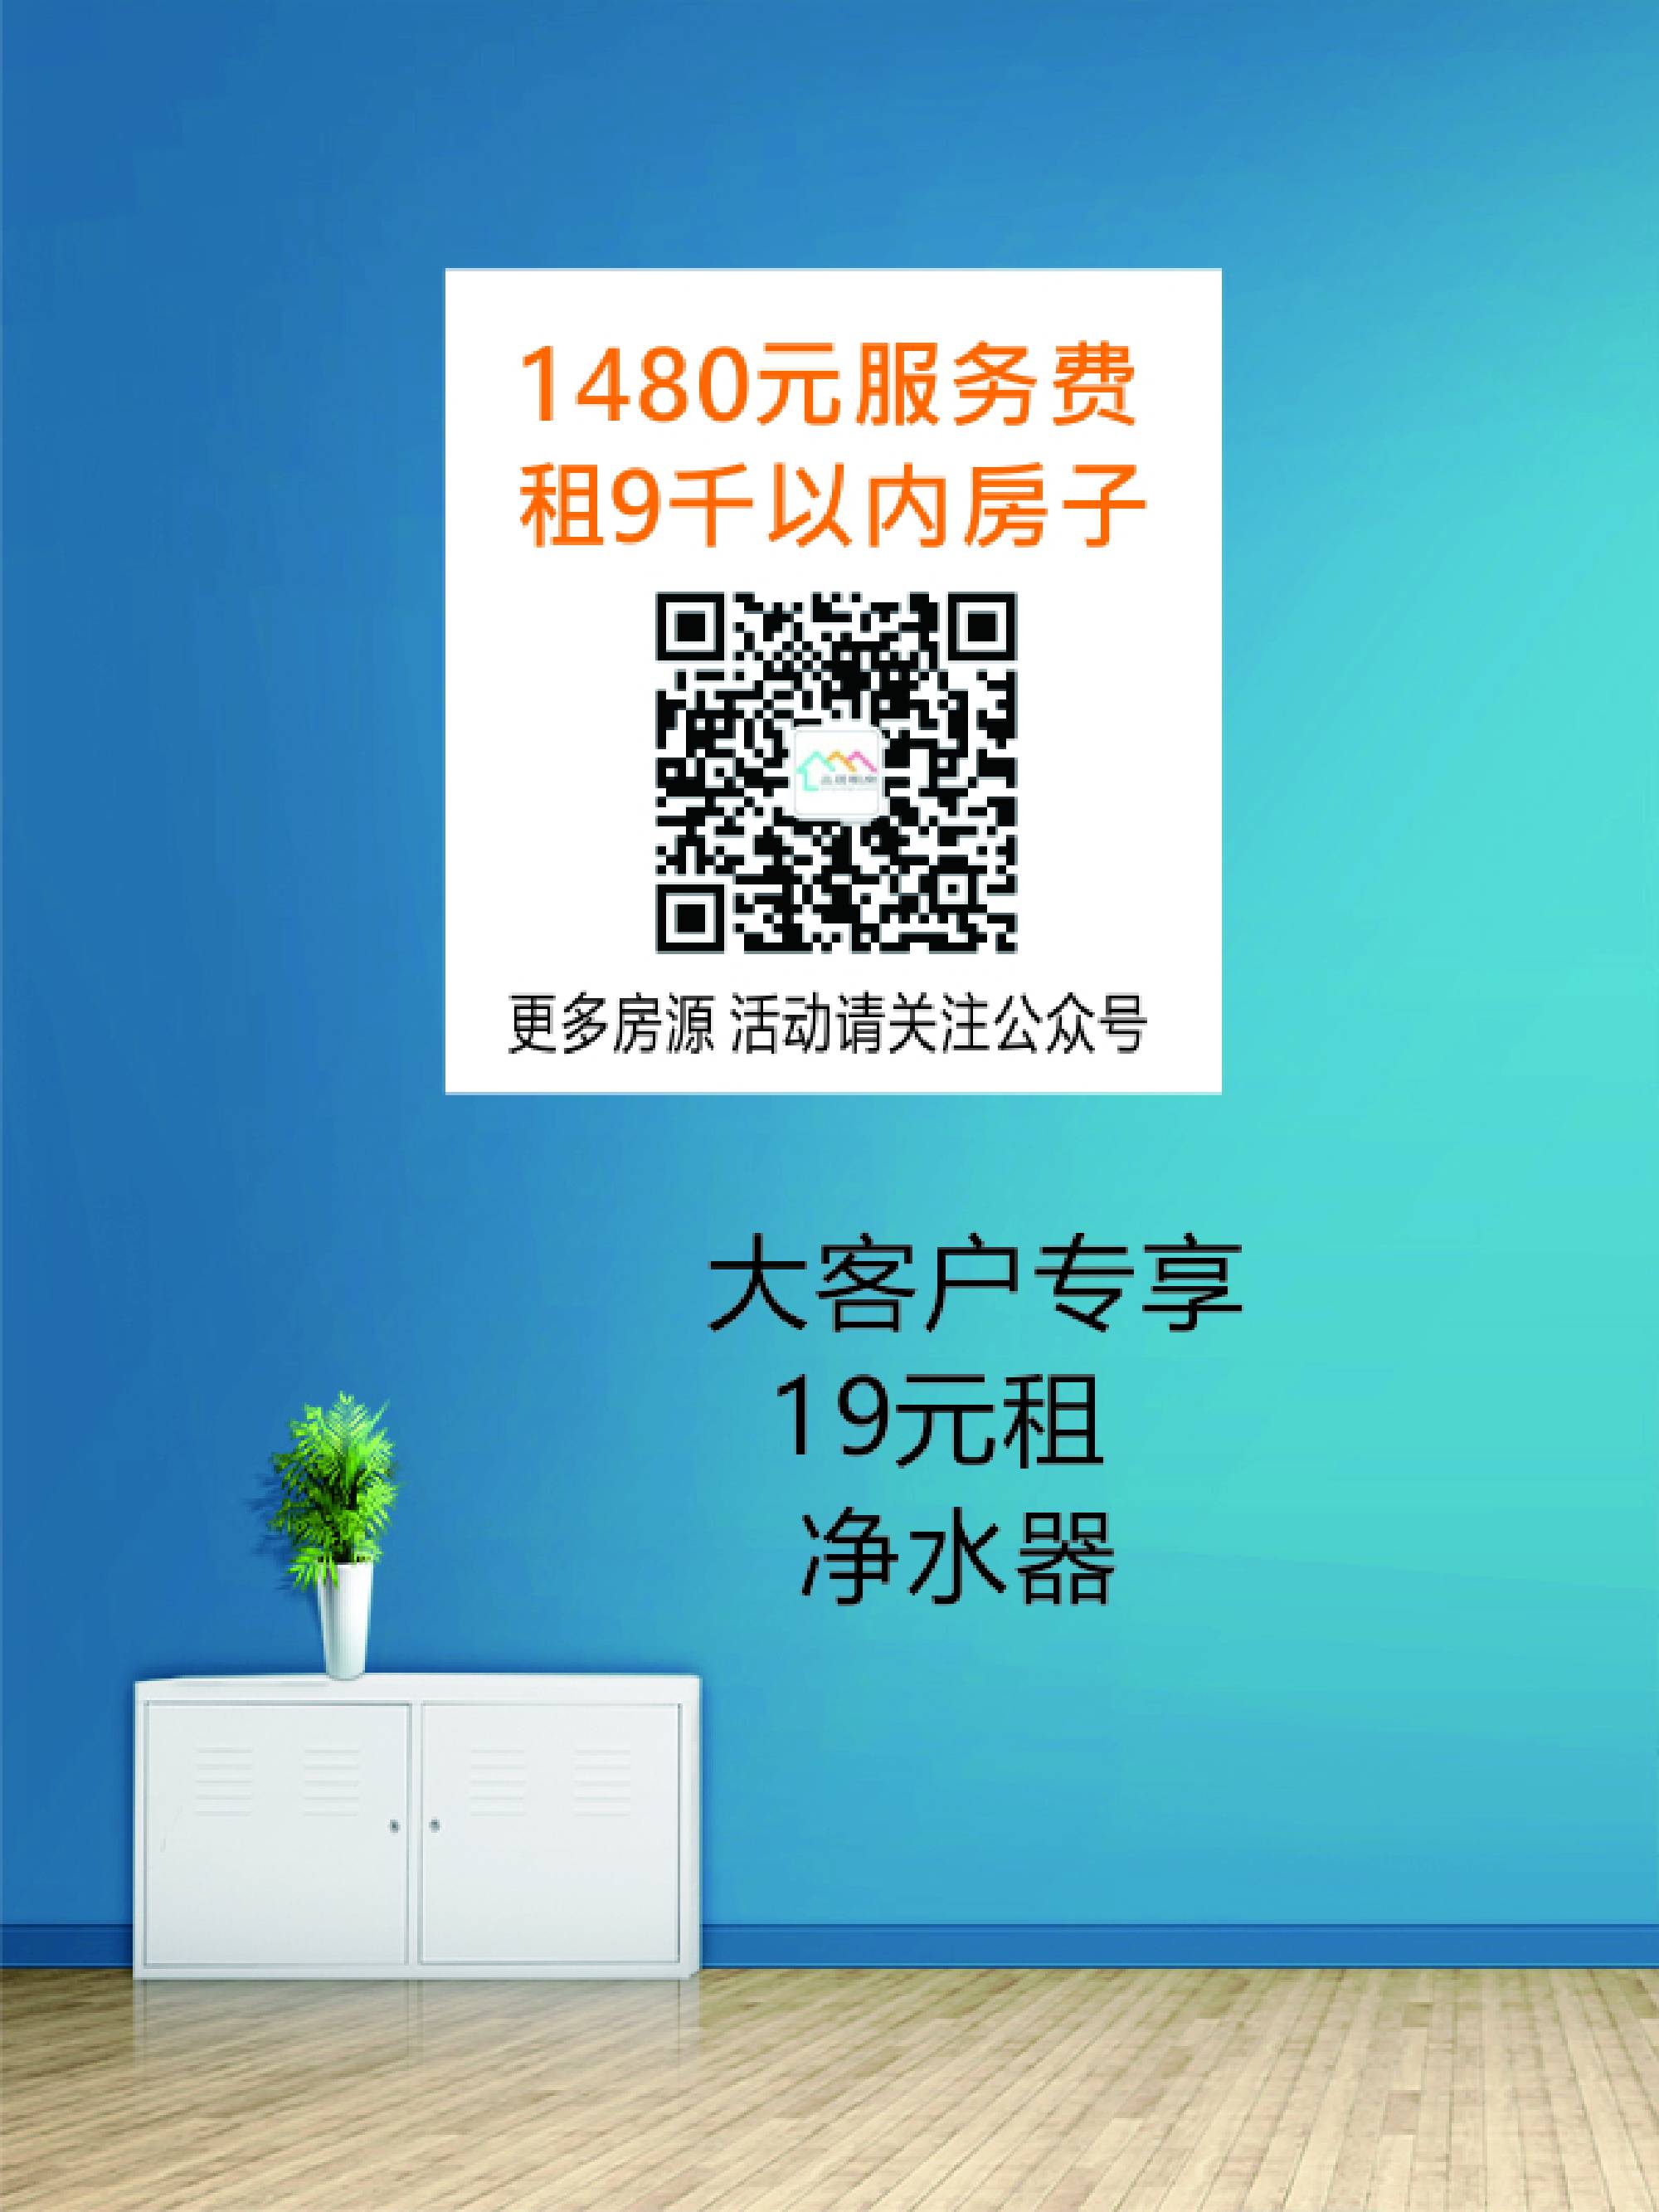 1480元服务费
租9千以内房子
更多房源 活动请关注公众号
大客户专享
19元租
净水器